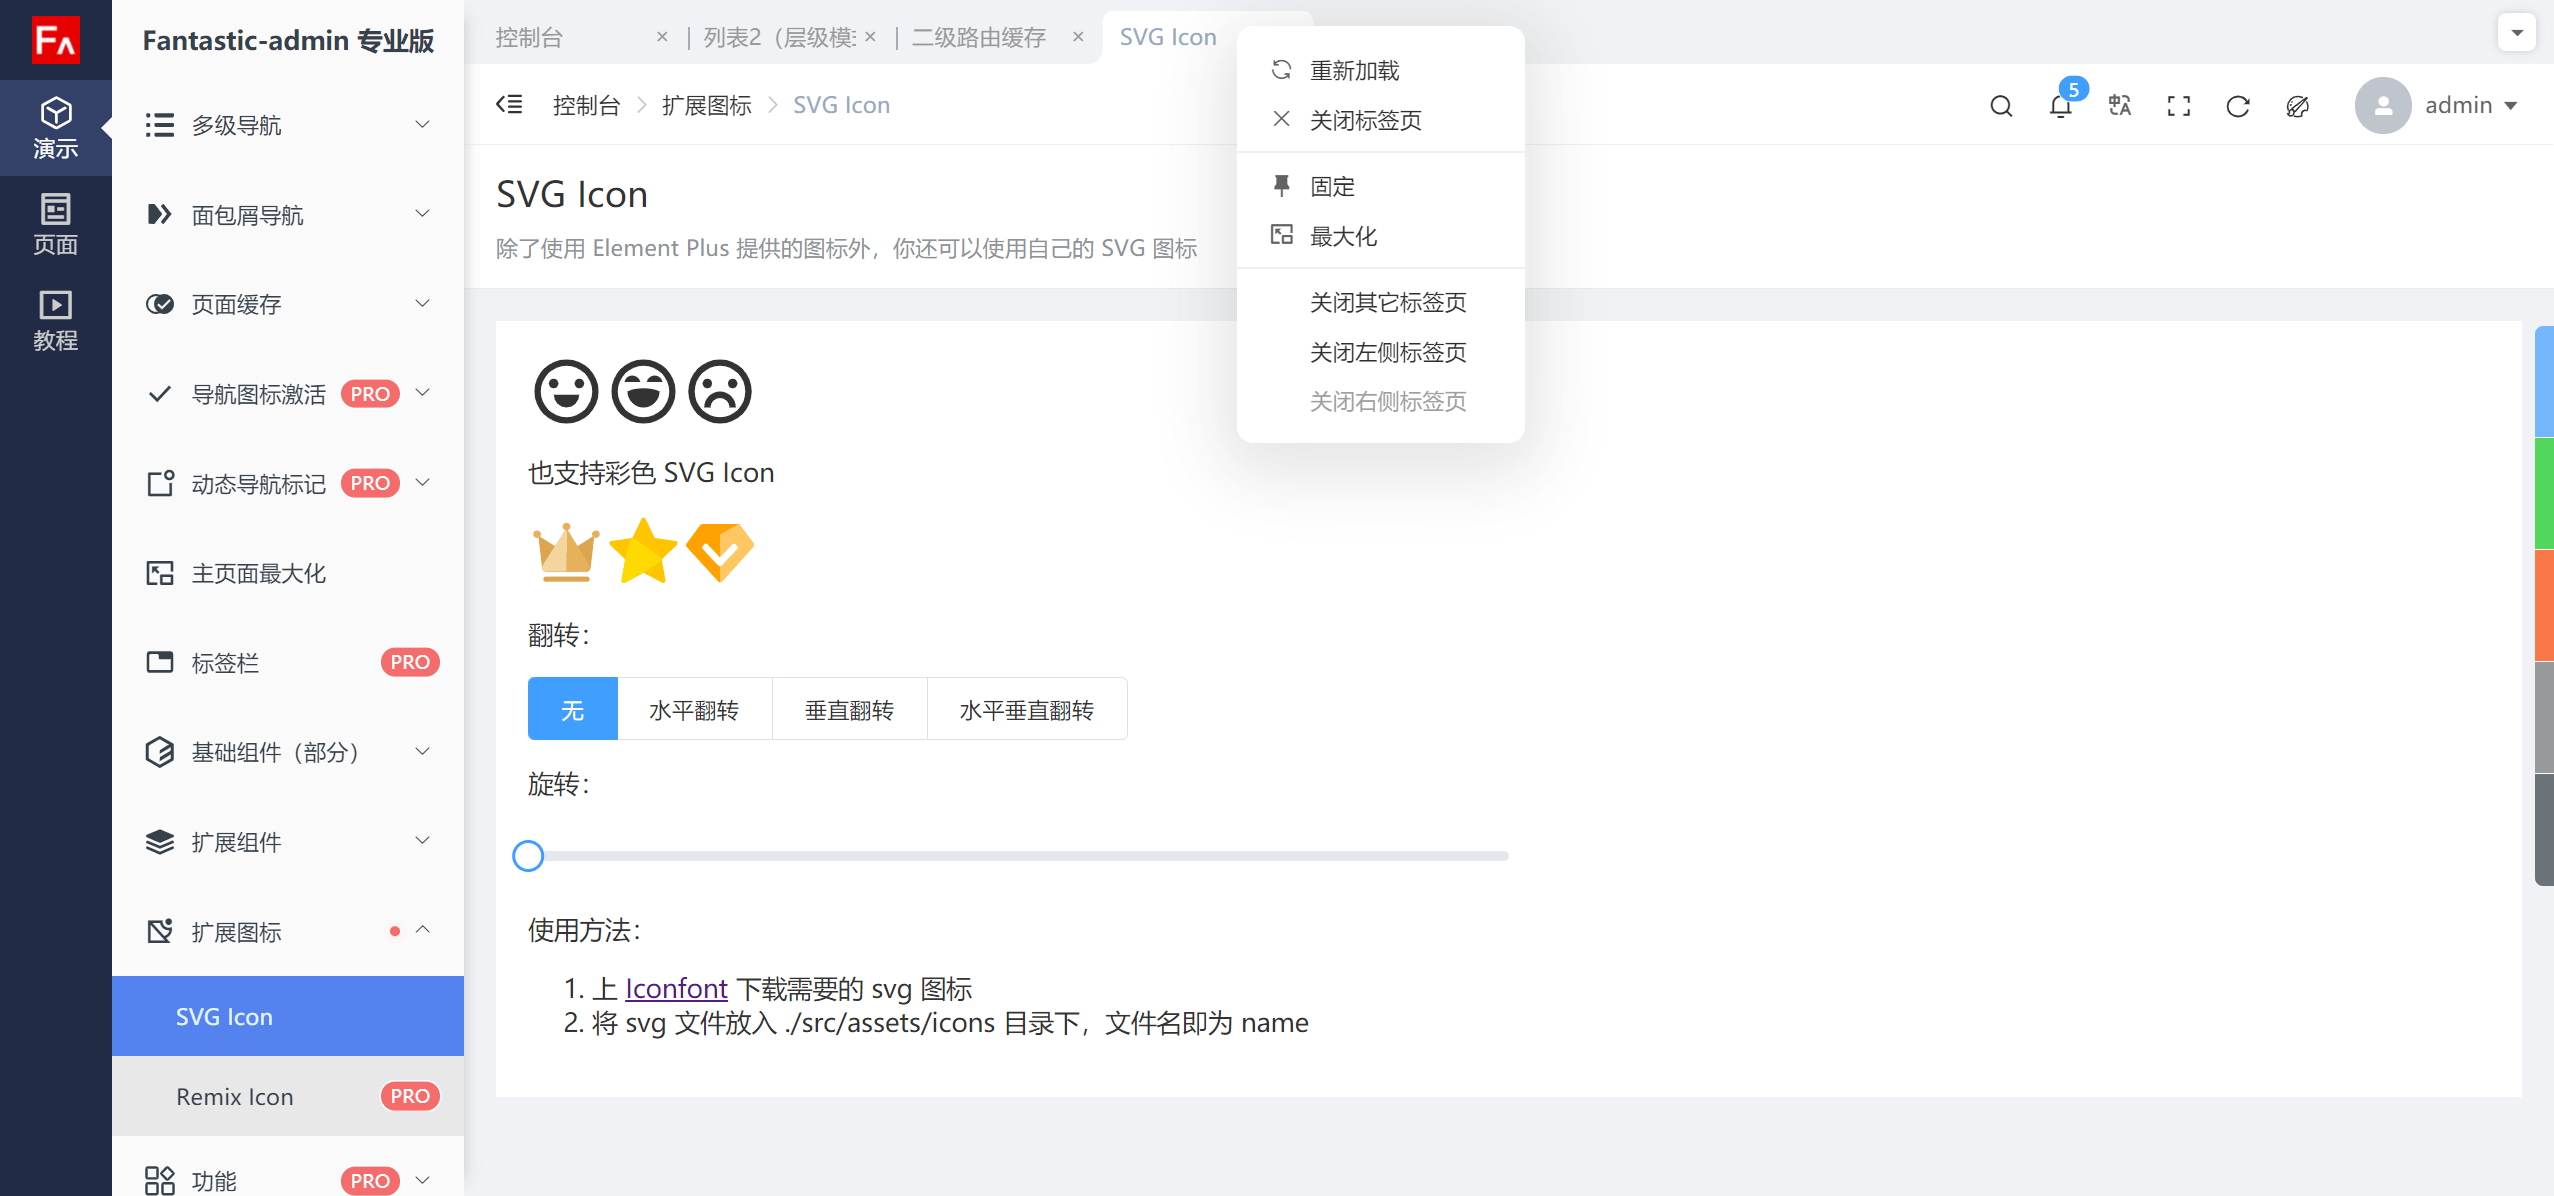 FA
演示
页面
教程
Fantastic-admin 专业版
多级导航
面包屑导航
页面缓存
导航图标激活 PRO
动态导航标记 PRO
主页面最大化
标签栏 PRO
基础组件（部分）
扩展组件
扩展图标
SVG Icon
Remix Icon PRO
功能 PRO
控制台
列表2（层级模
二级路由缓存
SVG Icon
控制台 扩展图标 SVG Icon
5
admin
重新加载
关闭标签页
固定
最大化
关闭其它标签页
关闭左侧标签页
关闭右侧标签页
SVG Icon
除了使用 Element Plus 提供的图标外，你还可以使用自己的 SVG 图标
也支持彩色 SVG Icon
翻转：
无 水平翻转 垂直翻转 水平垂直翻转
旋转：
使用方法：
1. 上 Iconfont 下载需要的 svg 图标
2. 将 svg 文件放入 ./src/assets/icons 目录下，文件名即为 name